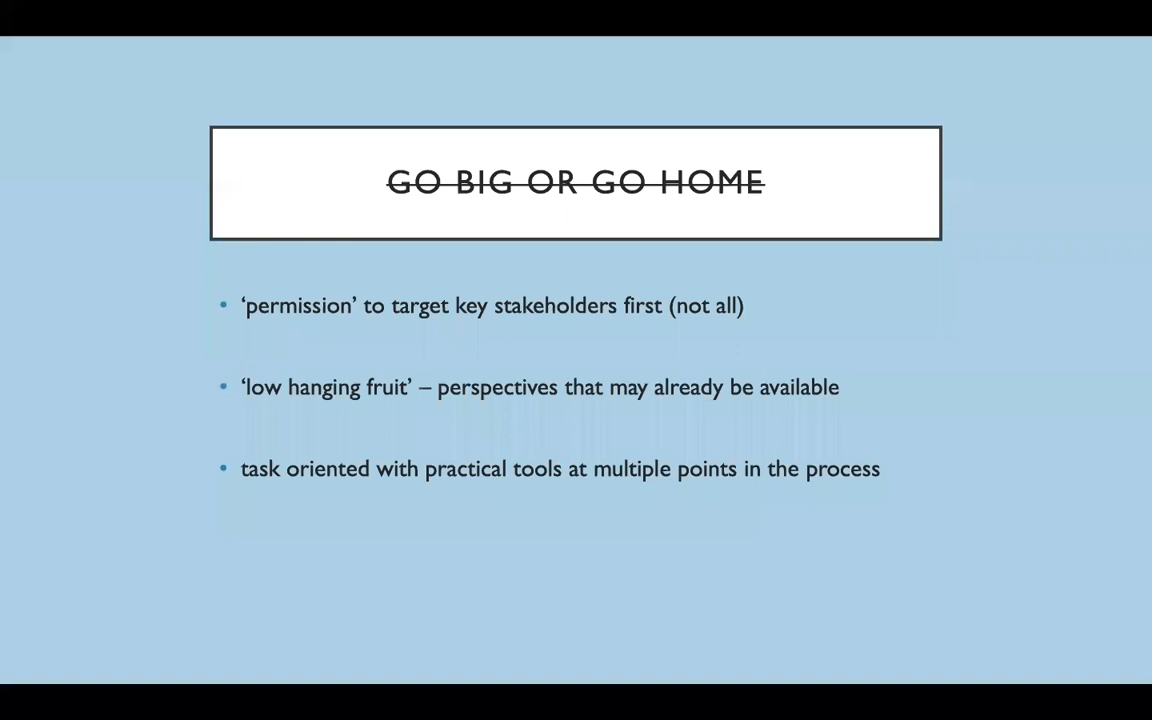 GO BIG OR GO HOME
• ‘permission’ to target key stakeholders first (not all)
• ‘low hanging fruit’ – perspectives that may already be available
• task oriented with practical tools at multiple points in the process